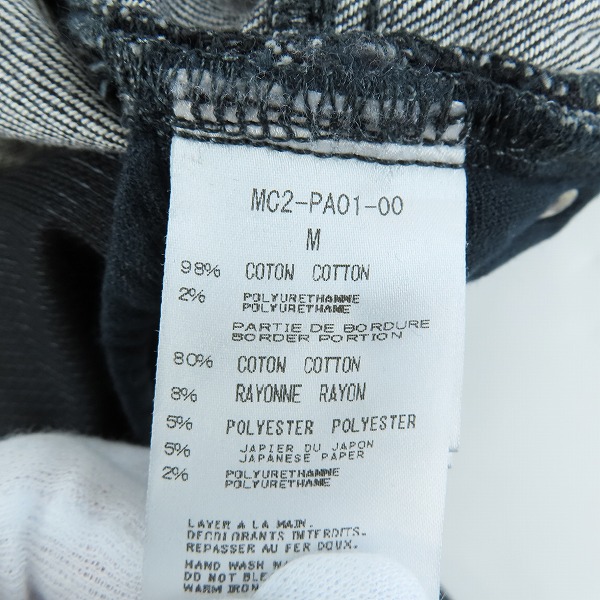 MC2-PA01-00
M
98% COTON COTTON
2% POLYURETHANNE
POLYURETHANE
PARTIE DE BORDURE
BORDER PORTION
80% COTON COTTON
8% RAYONNE RAYON
5% POLYESTER POLYESTER
5% JAPIER DU JAPON
JAPANESE PAPER
2% POLYURETHANNE
POLYURETHANE
LAYER A LA MAIN.
DECOLORANTS INTERDITS.
REPASSER AU FER DOUX.
HAND WASH
DO NOT
WARM IRON